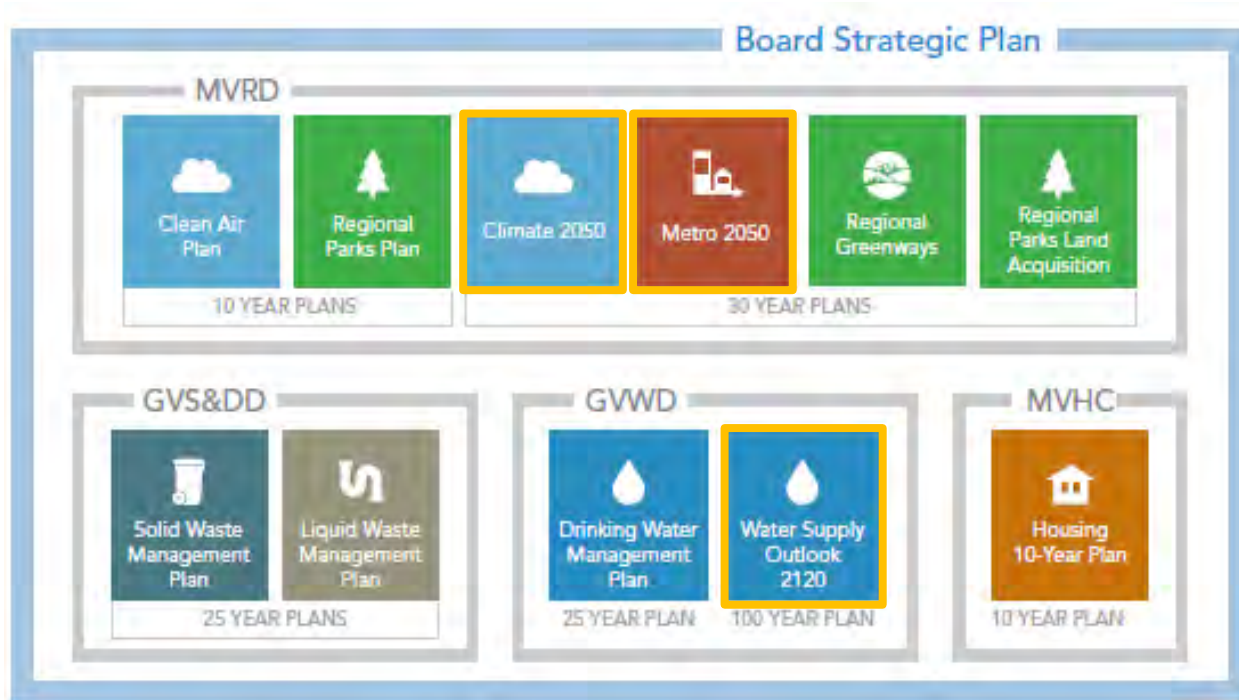 Board Strategic Plan
MVRD
Clean Air
Plan
Regional
Parks Plan
Climate 2050
Metro 2050
Regional
Greenways
Regional
Parks Land
Acquisition
10 YEAR PLANS
30 YEAR PLANS
GVS&DD
Solid Waste
Management
Plan
Liquid Waste
Management
Plan
25 YEAR PLANS
GVWD
Drinking Water
Management
Plan
Water Supply
Outlook
2120
25 YEAR PLAN
100 YEAR PLAN
MVHC
Housing
10-Year Plan
10 YEAR PLAN